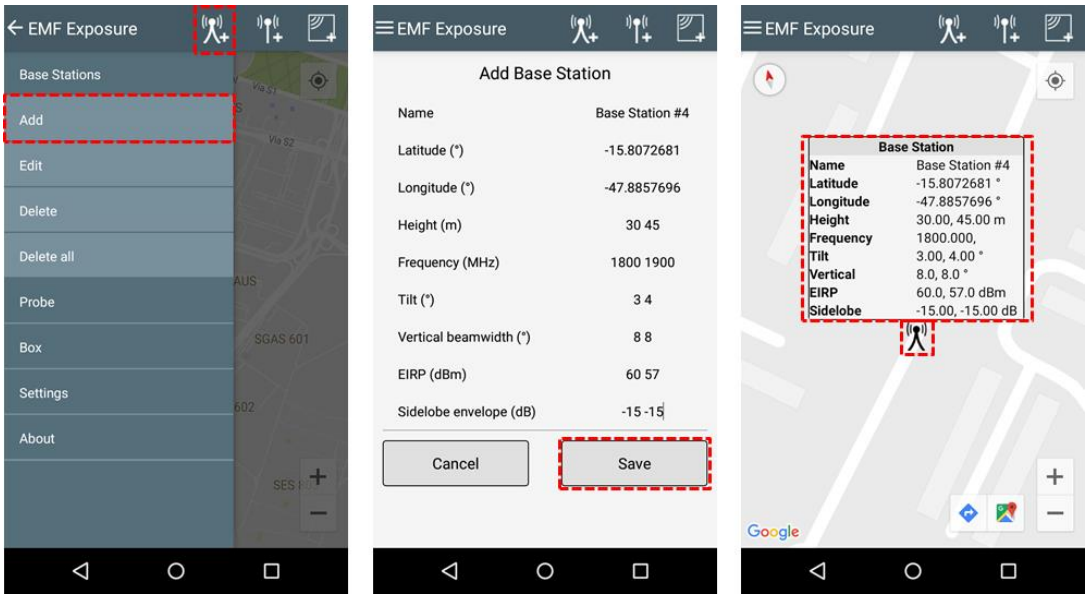 EMF Exposure
Base Stations
Add
Edit
Delete
Delete all
Probe
Box
Settings
About
Via S1
Via S2
SGAS 601
602
EMF Exposure
Add Base Station
Name Base Station #4
Latitude (°) -15.8072681
Longitude (°) -47.8857696
Height (m) 30 45
Frequency (MHz) 1800 1900
Tilt (°) 3 4
Vertical beamwidth (°) 8 8
EIRP (dBm) 60 57
Sidelobe envelope (dB) -15 -15
Cancel Save
EMF Exposure
Base Station
Name Base Station #4
Latitude -15.8072681 °
Longitude -47.8857696 °
Height 30.00, 45.00 m
Frequency 1800.000,
Tilt 3.00, 4.00 °
Vertical 8.0, 8.0 °
EIRP 60.0, 57.0 dBm
Sidelobe -15.00, -15.00 dB
Google